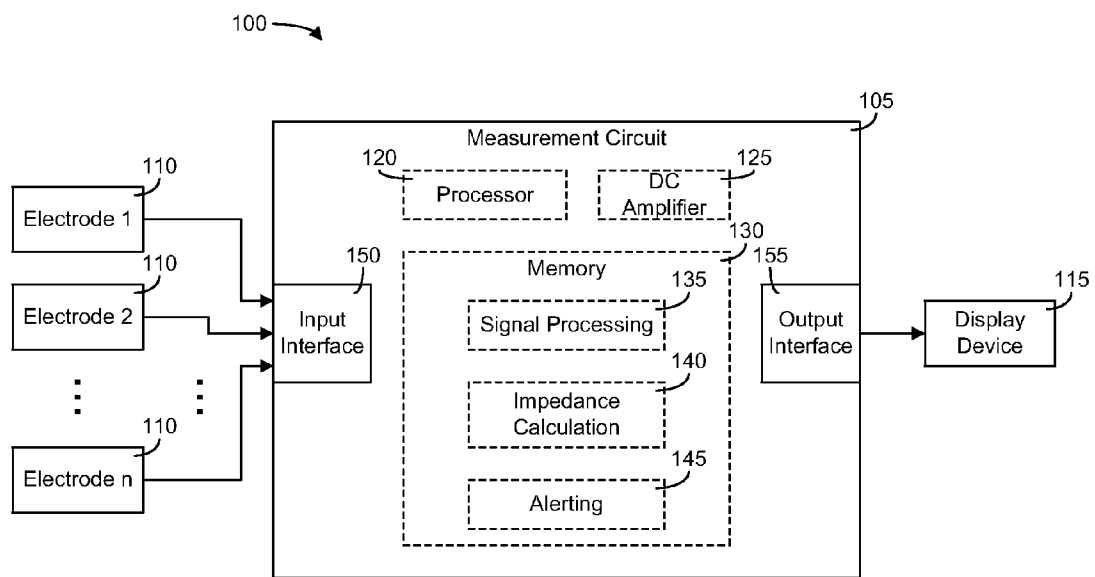 100
105
Measurement Circuit
120
Processor
125
DC
Amplifier
110
Electrode 1
130
Memory
150
Input
Interface
155
Output
Interface
110
Electrode 2
135
Signal Processing
115
Display
Device
140
Impedance
Calculation
110
Electrode n
145
Alerting